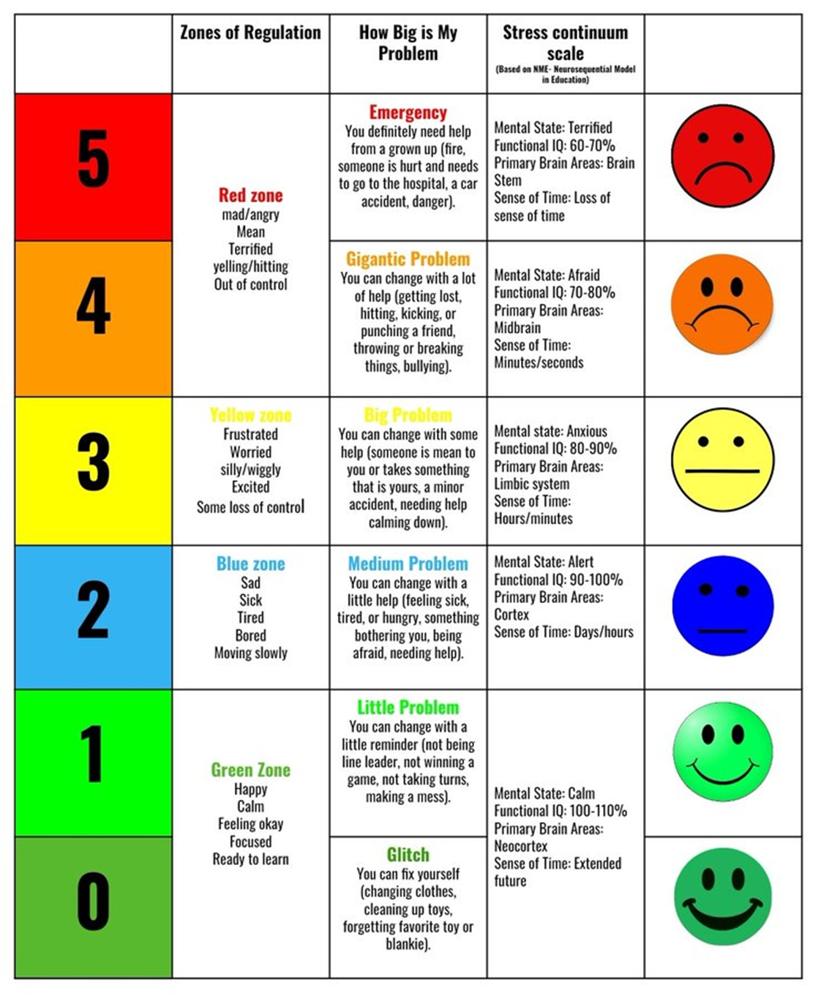 Zones of Regulation
How Big is My
Problem
Stress continuum
scale
(Based on NME- Neurosequential Model
in Education)
5
Red zone
mad/angry
Mean
Terrified
yelling/hitting
Out of control
Emergency
You definitely need help
from a grown up (fire,
someone is hurt and needs
to go to the hospital, a car
accident, danger).
Mental State: Terrified
Functional IQ: 60-70%
Primary Brain Areas: Brain
Stem
Sense of Time: Loss of
sense of time
4
Gigantic Problem
You can change with a lot
of help (getting lost,
hitting, kicking, or
punching a friend,
throwing or breaking
things, bullying).
Mental State: Afraid
Functional IQ: 70-80%
Primary Brain Areas:
Midbrain
Sense of Time:
Minutes/seconds
3
Yellow zone
Frustrated
Worried
silly/wiggly
Excited
Some loss of control
Big Problem
You can change with some
help (someone is mean to
you or takes something
that is yours, a minor
accident, needing help
calming down).
Mental state: Anxious
Functional IQ: 80-90%
Primary Brain Areas:
Limbic system
Sense of Time:
Hours/minutes
2
Blue zone
Sad
Sick
Tired
Bored
Moving slowly
Medium Problem
You can change with a
little help (feeling sick,
tired, or hungry, something
bothering you, being
afraid, needing help).
Mental State: Alert
Functional IQ: 90-100%
Primary Brain Areas:
Cortex
Sense of Time: Days/hours
1
Green Zone
Happy
Calm
Feeling okay
Focused
Ready to learn
Little Problem
You can change with a
little reminder (not being
line leader, not winning a
game, not taking turns,
making a mess).
Mental State: Calm
Functional IQ: 100-110%
Primary Brain Areas:
Neocortex
Sense of Time: Extended
future
0
Glitch
You can fix yourself
(changing clothes,
cleaning up toys,
forgetting favorite toy or
blankie).